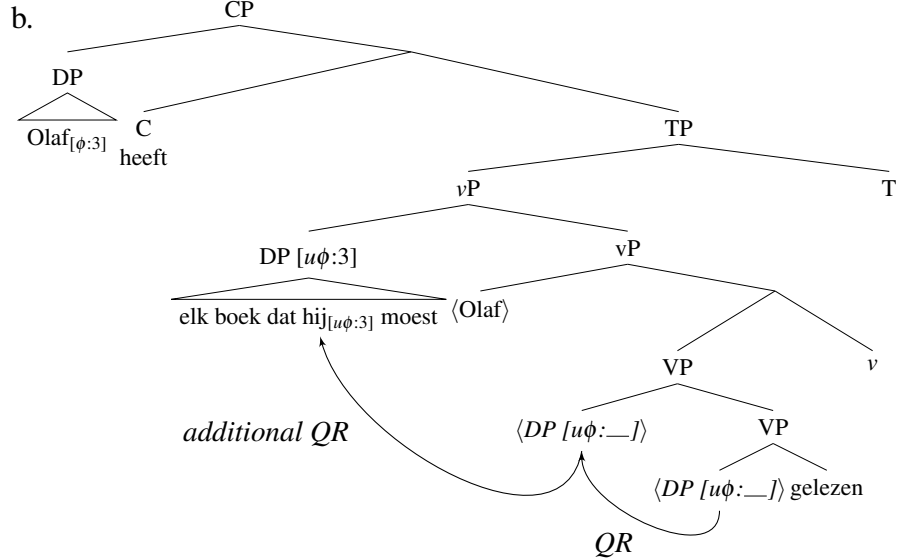 b.
CP
DP
Olaf[ϕ:3]
C
heeft
TP
vP
T
DP [uϕ:3]
vP
elk boek dat hij[uϕ:3] moest
⟨Olaf⟩
VP
v
additional QR
⟨DP [uϕ:__]⟩
VP
⟨DP [uϕ:__]⟩ gelezen
QR